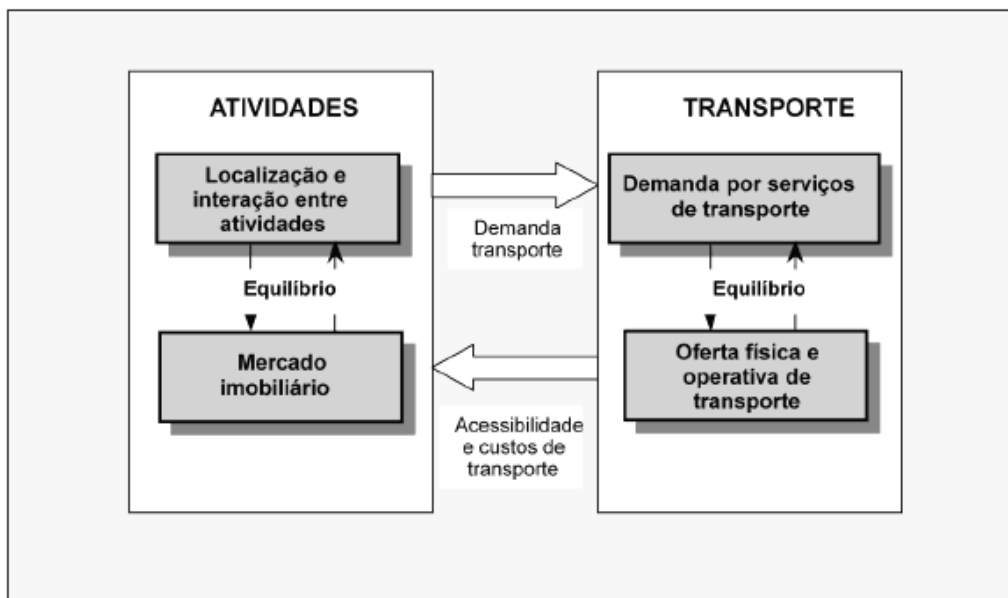 ATIVIDADES
Localização e
interação entre
atividades
Equilíbrio
Mercado
imobiliário
Demanda
transporte
Acessibilidade
e custos de
transporte
TRANSPORTE
Demanda por serviços
de transporte
Equilíbrio
Oferta física e
operativa de
transporte